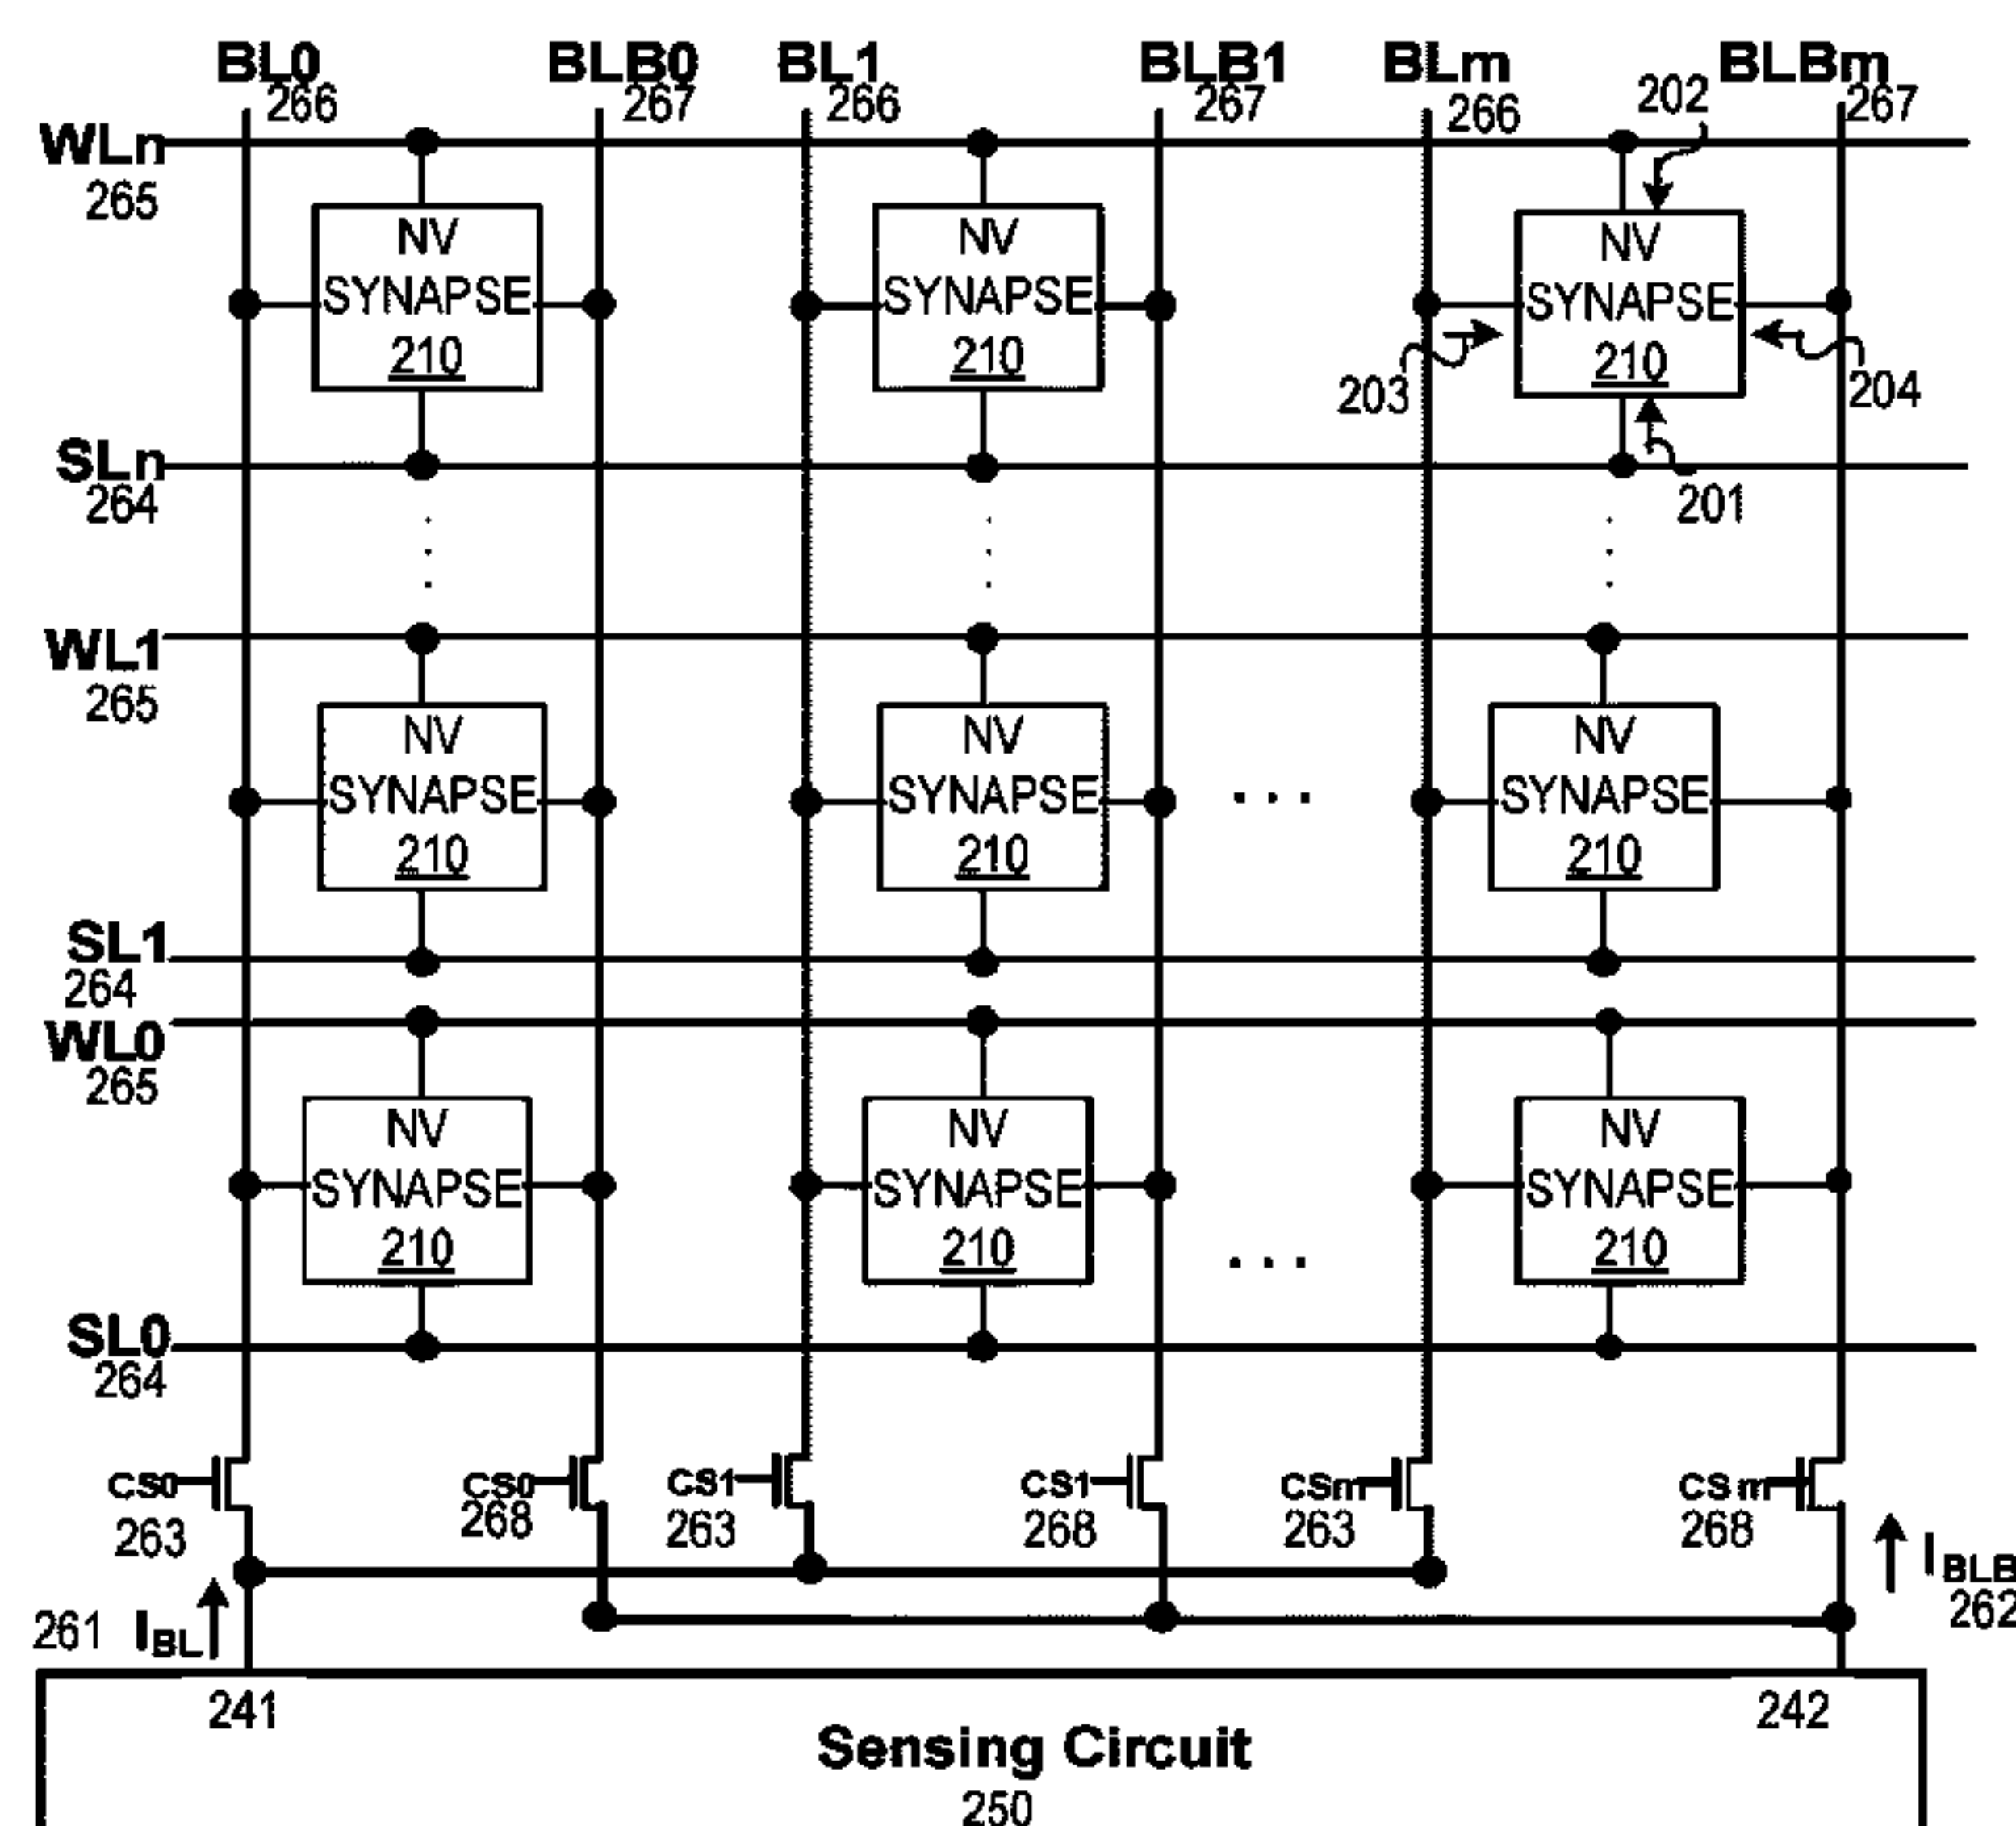 BL0 BLB0 BL1 BLB1 BLm BLBm
266 267 266 267 266 202 267
WLn
265
NV NV NV
SYNAPSE SYNAPSE SYNAPSE
210 210 210
203 204
SLn
264 201
WL1
265
NV NV NV
SYNAPSE SYNAPSE SYNAPSE
210 210 210
SL1
264
WL0
265
NV NV NV
SYNAPSE SYNAPSE SYNAPSE
210 210 210
SL0
264
CS0 CS0 CS1 CS1 CSm CSm
263 268 263 268 263 268
261 IBL IBLB
262
241 242
Sensing Circuit
250